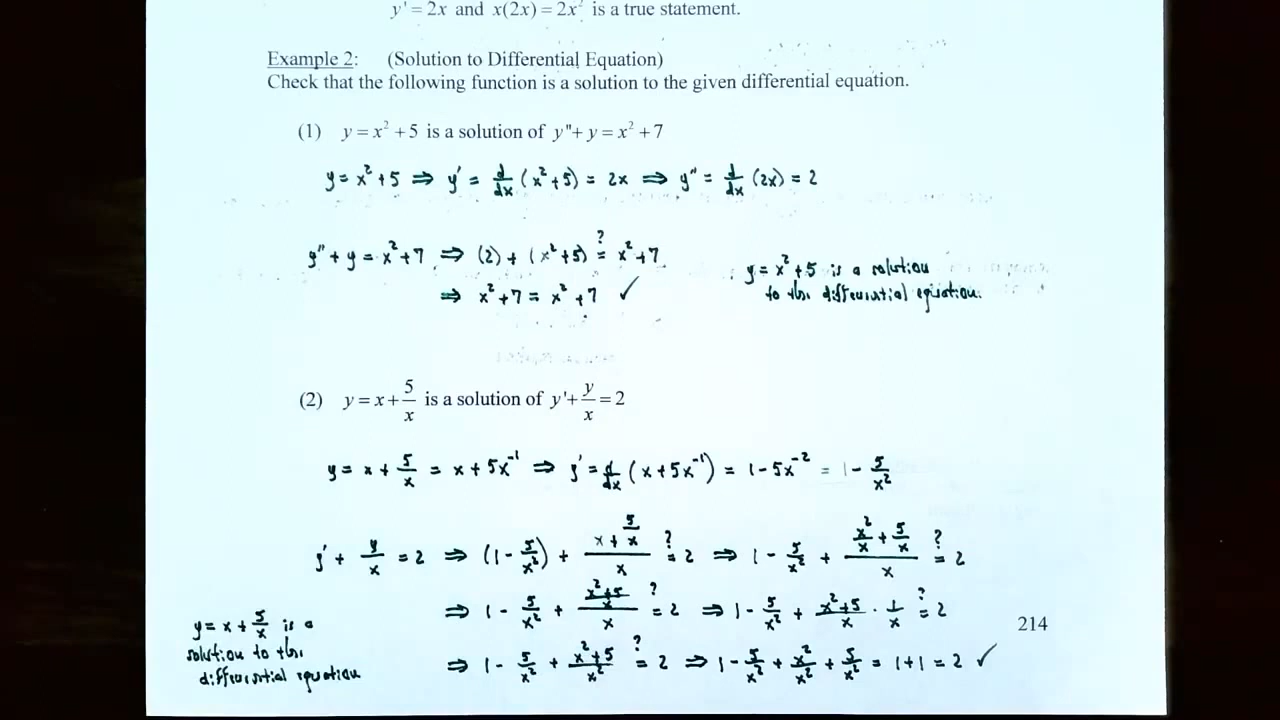 y' = 2x and x(2x) = 2x² is a true statement.
Example 2: (Solution to Differential Equation)
Check that the following function is a solution to the given differential equation.
(1) y = x² + 5 is a solution of y'' + y = x² + 7
y = x² + 5 ⇒ y' = d/dx (x² + 5) = 2x ⇒ y'' = d/dx (2x) = 2
y'' + y = x² + 7 ⇒ (2) + (x² + 5) ?= x² + 7
⇒ x² + 7 = x² + 7 ✓
y = x² + 5 is a solution
to the differential equation.
(2) y = x + 5/x is a solution of y' + y/x = 2
y = x + 5/x = x + 5x⁻¹ ⇒ y' = d/dx (x + 5x⁻¹) = 1 - 5x⁻² = 1 - 5/x²
y' + y/x = 2 ⇒ (1 - 5/x²) + (x + 5/x)/x ?= 2 ⇒ 1 - 5/x² + (x²/x + 5/x)/x ?= 2
⇒ 1 - 5/x² + ((x²+5)/x)/x ?= 2 ⇒ 1 - 5/x² + (x²+5)/x · 1/x ?= 2
⇒ 1 - 5/x² + (x²+5)/x² ?= 2 ⇒ 1 - 5/x² + x²/x² + 5/x² = 1 + 1 = 2 ✓
y = x + 5/x is a
solution to the
differential equation
214